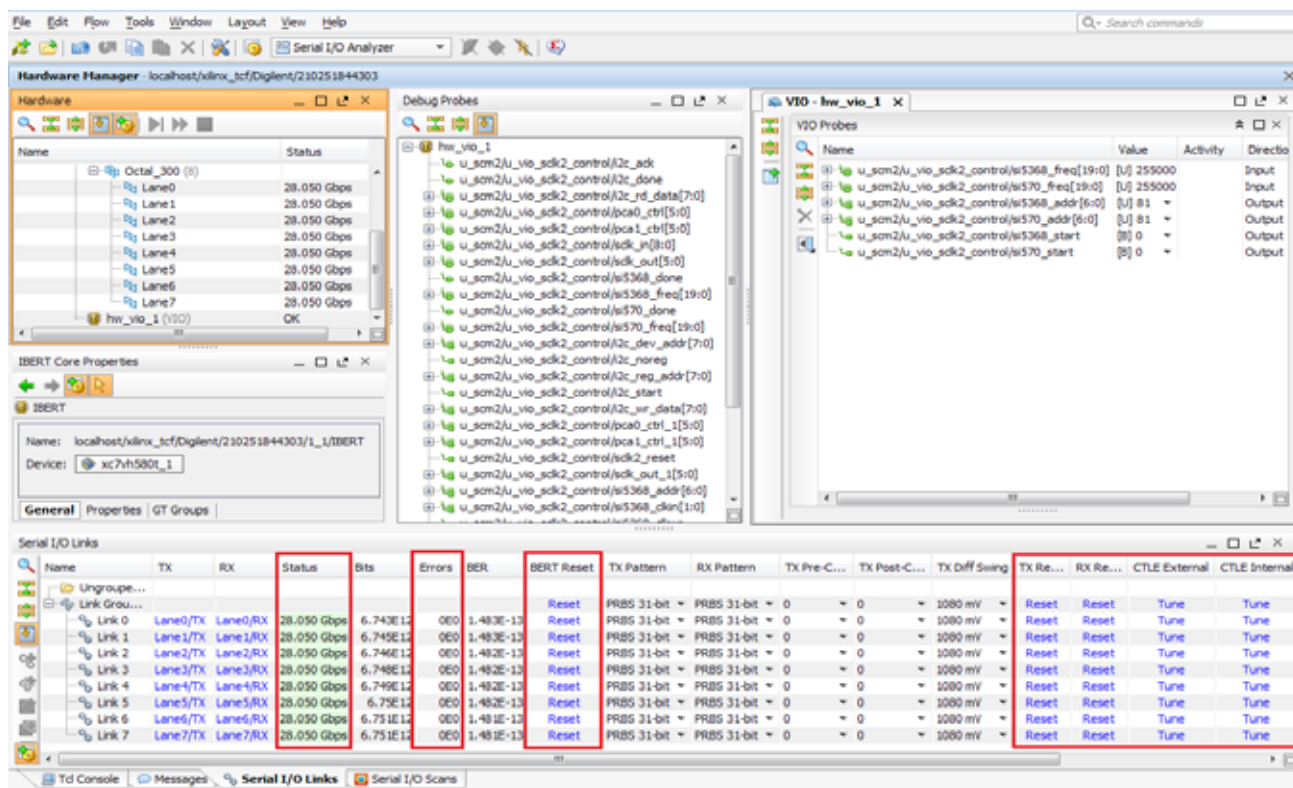 File Edit Flow Tools Window Layout View Help
Search commands
Serial I/O Analyzer
Hardware Manager - localhost/xilinx_tcf/Digilent/210251844303
Hardware
Name Status
Octal_300 (8)
Lane0 28.050 Gbps
Lane1 28.050 Gbps
Lane2 28.050 Gbps
Lane3 28.050 Gbps
Lane4 28.050 Gbps
Lane5 28.050 Gbps
Lane6 28.050 Gbps
Lane7 28.050 Gbps
hw_vio_1 (VIO) OK
IBERT Core Properties
IBERT
Name: localhost/xilinx_tcf/Digilent/210251844303/1_1/IBERT
Device: xc7vh580t_1
General Properties GT Groups
Debug Probes
hw_vio_1
u_scm2/u_vio_sdk2_control/i2c_ack
u_scm2/u_vio_sdk2_control/i2c_done
u_scm2/u_vio_sdk2_control/i2c_rd_data[7:0]
u_scm2/u_vio_sdk2_control/pca0_ctrl[5:0]
u_scm2/u_vio_sdk2_control/pca1_ctrl[5:0]
u_scm2/u_vio_sdk2_control/sdk_in[8:0]
u_scm2/u_vio_sdk2_control/sdk_out[5:0]
u_scm2/u_vio_sdk2_control/si5368_done
u_scm2/u_vio_sdk2_control/si5368_freq[19:0]
u_scm2/u_vio_sdk2_control/si570_done
u_scm2/u_vio_sdk2_control/si570_freq[19:0]
u_scm2/u_vio_sdk2_control/i2c_dev_addr[7:0]
u_scm2/u_vio_sdk2_control/i2c_noreg
u_scm2/u_vio_sdk2_control/i2c_reg_addr[7:0]
u_scm2/u_vio_sdk2_control/i2c_start
u_scm2/u_vio_sdk2_control/i2c_wr_data[7:0]
u_scm2/u_vio_sdk2_control/pca0_ctrl_1[5:0]
u_scm2/u_vio_sdk2_control/pca1_ctrl_1[5:0]
u_scm2/u_vio_sdk2_control/sdk2_reset
u_scm2/u_vio_sdk2_control/sdk_out_1[5:0]
u_scm2/u_vio_sdk2_control/si5368_addr[6:0]
u_scm2/u_vio_sdk2_control/si5368_clkin[1:0]
VIO - hw_vio_1
VIO Probes
Name Value Activity Directio
u_scm2/u_vio_sdk2_control/si5368_freq[19:0] [U] 255000 Input
u_scm2/u_vio_sdk2_control/si570_freq[19:0] [U] 255000 Input
u_scm2/u_vio_sdk2_control/si5368_addr[6:0] [U] 81 Output
u_scm2/u_vio_sdk2_control/si570_addr[6:0] [U] 81 Output
u_scm2/u_vio_sdk2_control/si5368_start [B] 0 Output
u_scm2/u_vio_sdk2_control/si570_start [B] 0 Output
Serial I/O Links
Name TX RX Status Bits Errors BER BERT Reset TX Pattern RX Pattern TX Pre-C... TX Post-C... TX Diff Swing TX Re... RX Re... CTLE External CTLE Internal
Ungroupe...
Link Grou... Reset PRBS 31-bit PRBS 31-bit 0 0 1080 mV Reset Reset Tune Tune
Link 0 Lane0/TX Lane0/RX 28.050 Gbps 6.743E12 0E0 1.483E-13 Reset PRBS 31-bit PRBS 31-bit 0 0 1080 mV Reset Reset Tune Tune
Link 1 Lane1/TX Lane1/RX 28.050 Gbps 6.745E12 0E0 1.483E-13 Reset PRBS 31-bit PRBS 31-bit 0 0 1080 mV Reset Reset Tune Tune
Link 2 Lane2/TX Lane2/RX 28.050 Gbps 6.746E12 0E0 1.482E-13 Reset PRBS 31-bit PRBS 31-bit 0 0 1080 mV Reset Reset Tune Tune
Link 3 Lane3/TX Lane3/RX 28.050 Gbps 6.748E12 0E0 1.482E-13 Reset PRBS 31-bit PRBS 31-bit 0 0 1080 mV Reset Reset Tune Tune
Link 4 Lane4/TX Lane4/RX 28.050 Gbps 6.749E12 0E0 1.482E-13 Reset PRBS 31-bit PRBS 31-bit 0 0 1080 mV Reset Reset Tune Tune
Link 5 Lane5/TX Lane5/RX 28.050 Gbps 6.75E12 0E0 1.482E-13 Reset PRBS 31-bit PRBS 31-bit 0 0 1080 mV Reset Reset Tune Tune
Link 6 Lane6/TX Lane6/RX 28.050 Gbps 6.751E12 0E0 1.481E-13 Reset PRBS 31-bit PRBS 31-bit 0 0 1080 mV Reset Reset Tune Tune
Link 7 Lane7/TX Lane7/RX 28.050 Gbps 6.751E12 0E0 1.481E-13 Reset PRBS 31-bit PRBS 31-bit 0 0 1080 mV Reset Reset Tune Tune
Tcl Console Messages Serial I/O Links Serial I/O Scans